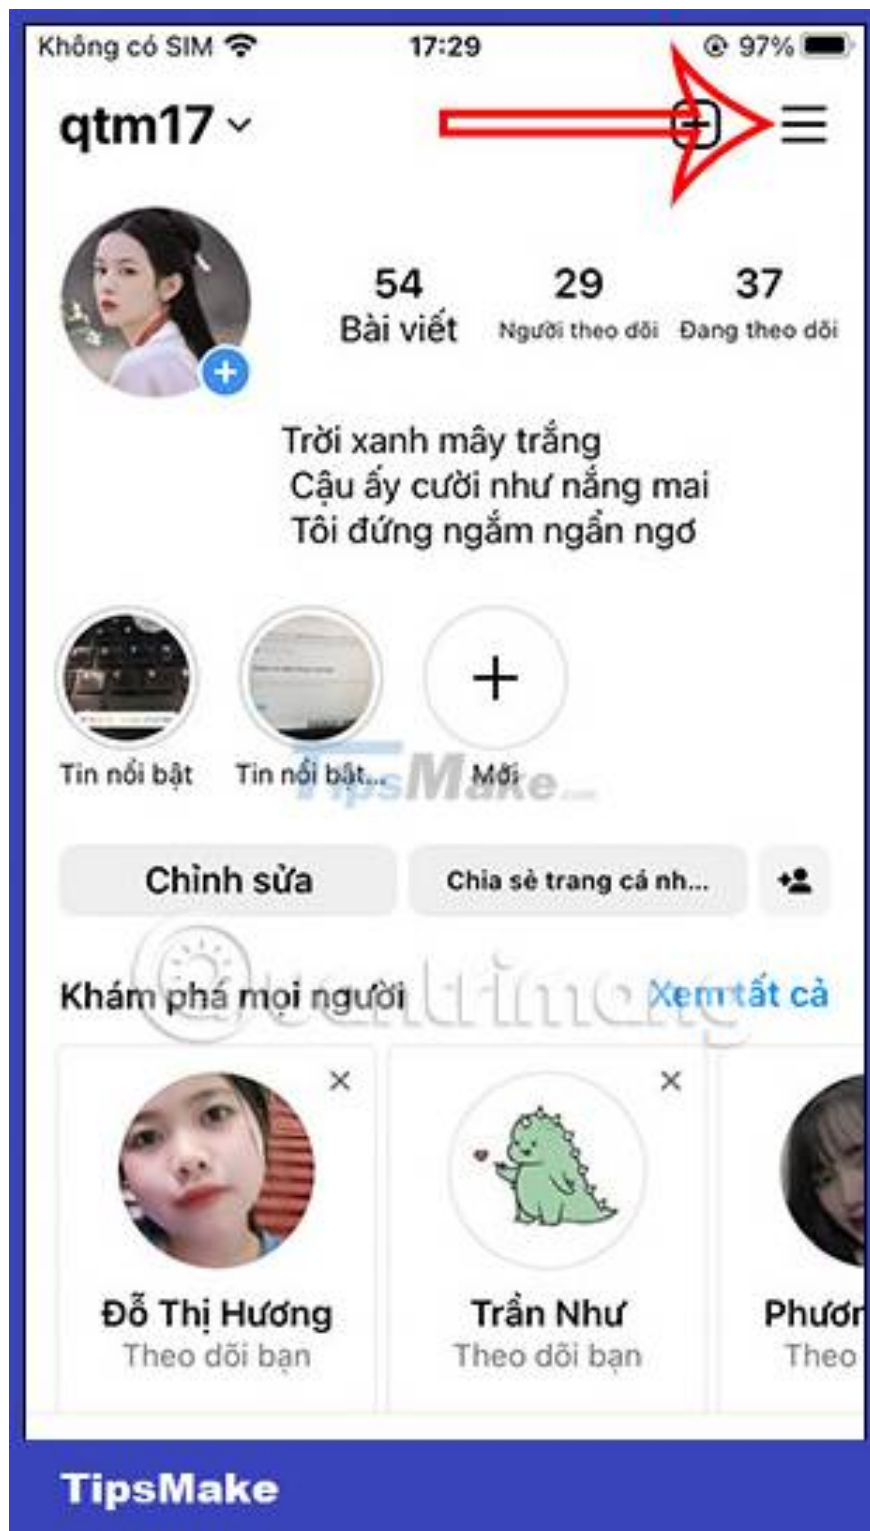 Không có SIM 17:29 97%
qtm17
54 29 37
Bài viết Người theo dõi Đang theo dõi
Trời xanh mây trắng
Cậu ấy cười như nắng mai
Tôi đứng ngắm ngẩn ngơ
Tin nổi bật Tin nổi bật... Mới
TipsMake.com
Chỉnh sửa Chia sẻ trang cá nh...
Quantrimang
Khám phá mọi người Xem tất cả
Đỗ Thị Hương Trần Như Phươn
Theo dõi bạn Theo dõi bạn Theo
TipsMake